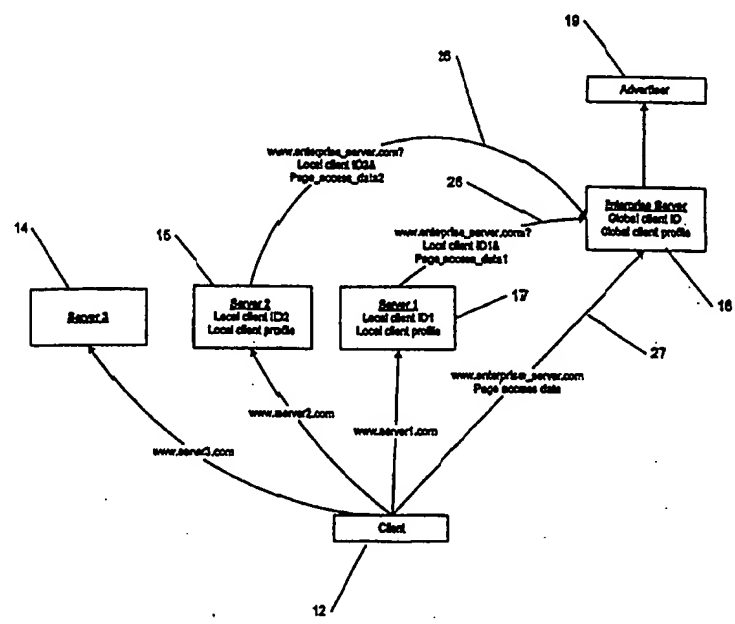 19
25
Advertiser
www.enterprise_server.com?
Local client ID2&
Page_access_data2
26
Enterprise Server
Global client ID
Global client profile
14
15
www.enterprise_server.com?
Local client ID1&
Page_access_data1
Server 3
Server 2
Local client ID2
Local client profile
Server 1
Local client ID1
Local client profile
17
16
27
www.enterpriser_server.com
Page access data
www.server2.com
www.server1.com
www.server3.com
Client
12